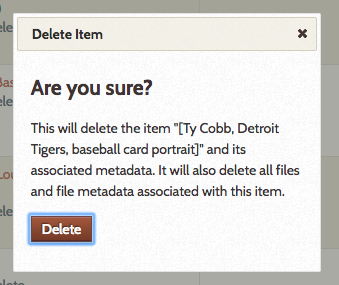 Delete Item ✖
Are you sure?
This will delete the item "[Ty Cobb, Detroit
Tigers, baseball card portrait]" and its
associated metadata. It will also delete all files
and file metadata associated with this item.
Delete